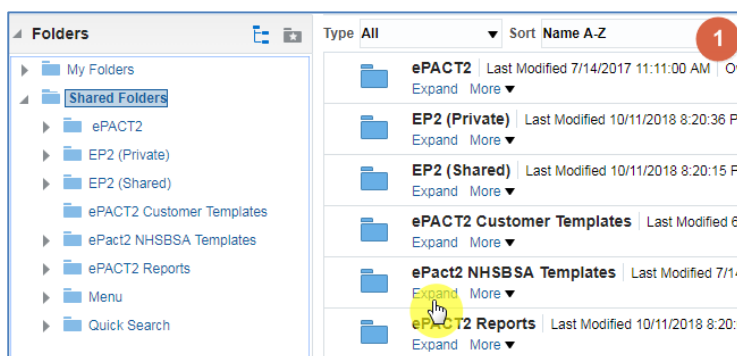 Folders
My Folders
Shared Folders
ePACT2
EP2 (Private)
EP2 (Shared)
ePACT2 Customer Templates
ePact2 NHSBSA Templates
ePACT2 Reports
Menu
Quick Search
Type All Sort Name A-Z
1
ePACT2 Last Modified 7/14/2017 11:11:00 AM
Expand More
EP2 (Private) Last Modified 10/11/2018 8:20:36 P
Expand More
EP2 (Shared) Last Modified 10/11/2018 8:20:15 P
Expand More
ePACT2 Customer Templates Last Modified 6
Expand More
ePact2 NHSBSA Templates Last Modified 7/14
Expand More
ePACT2 Reports Last Modified 10/11/2018 8:20:
Expand More